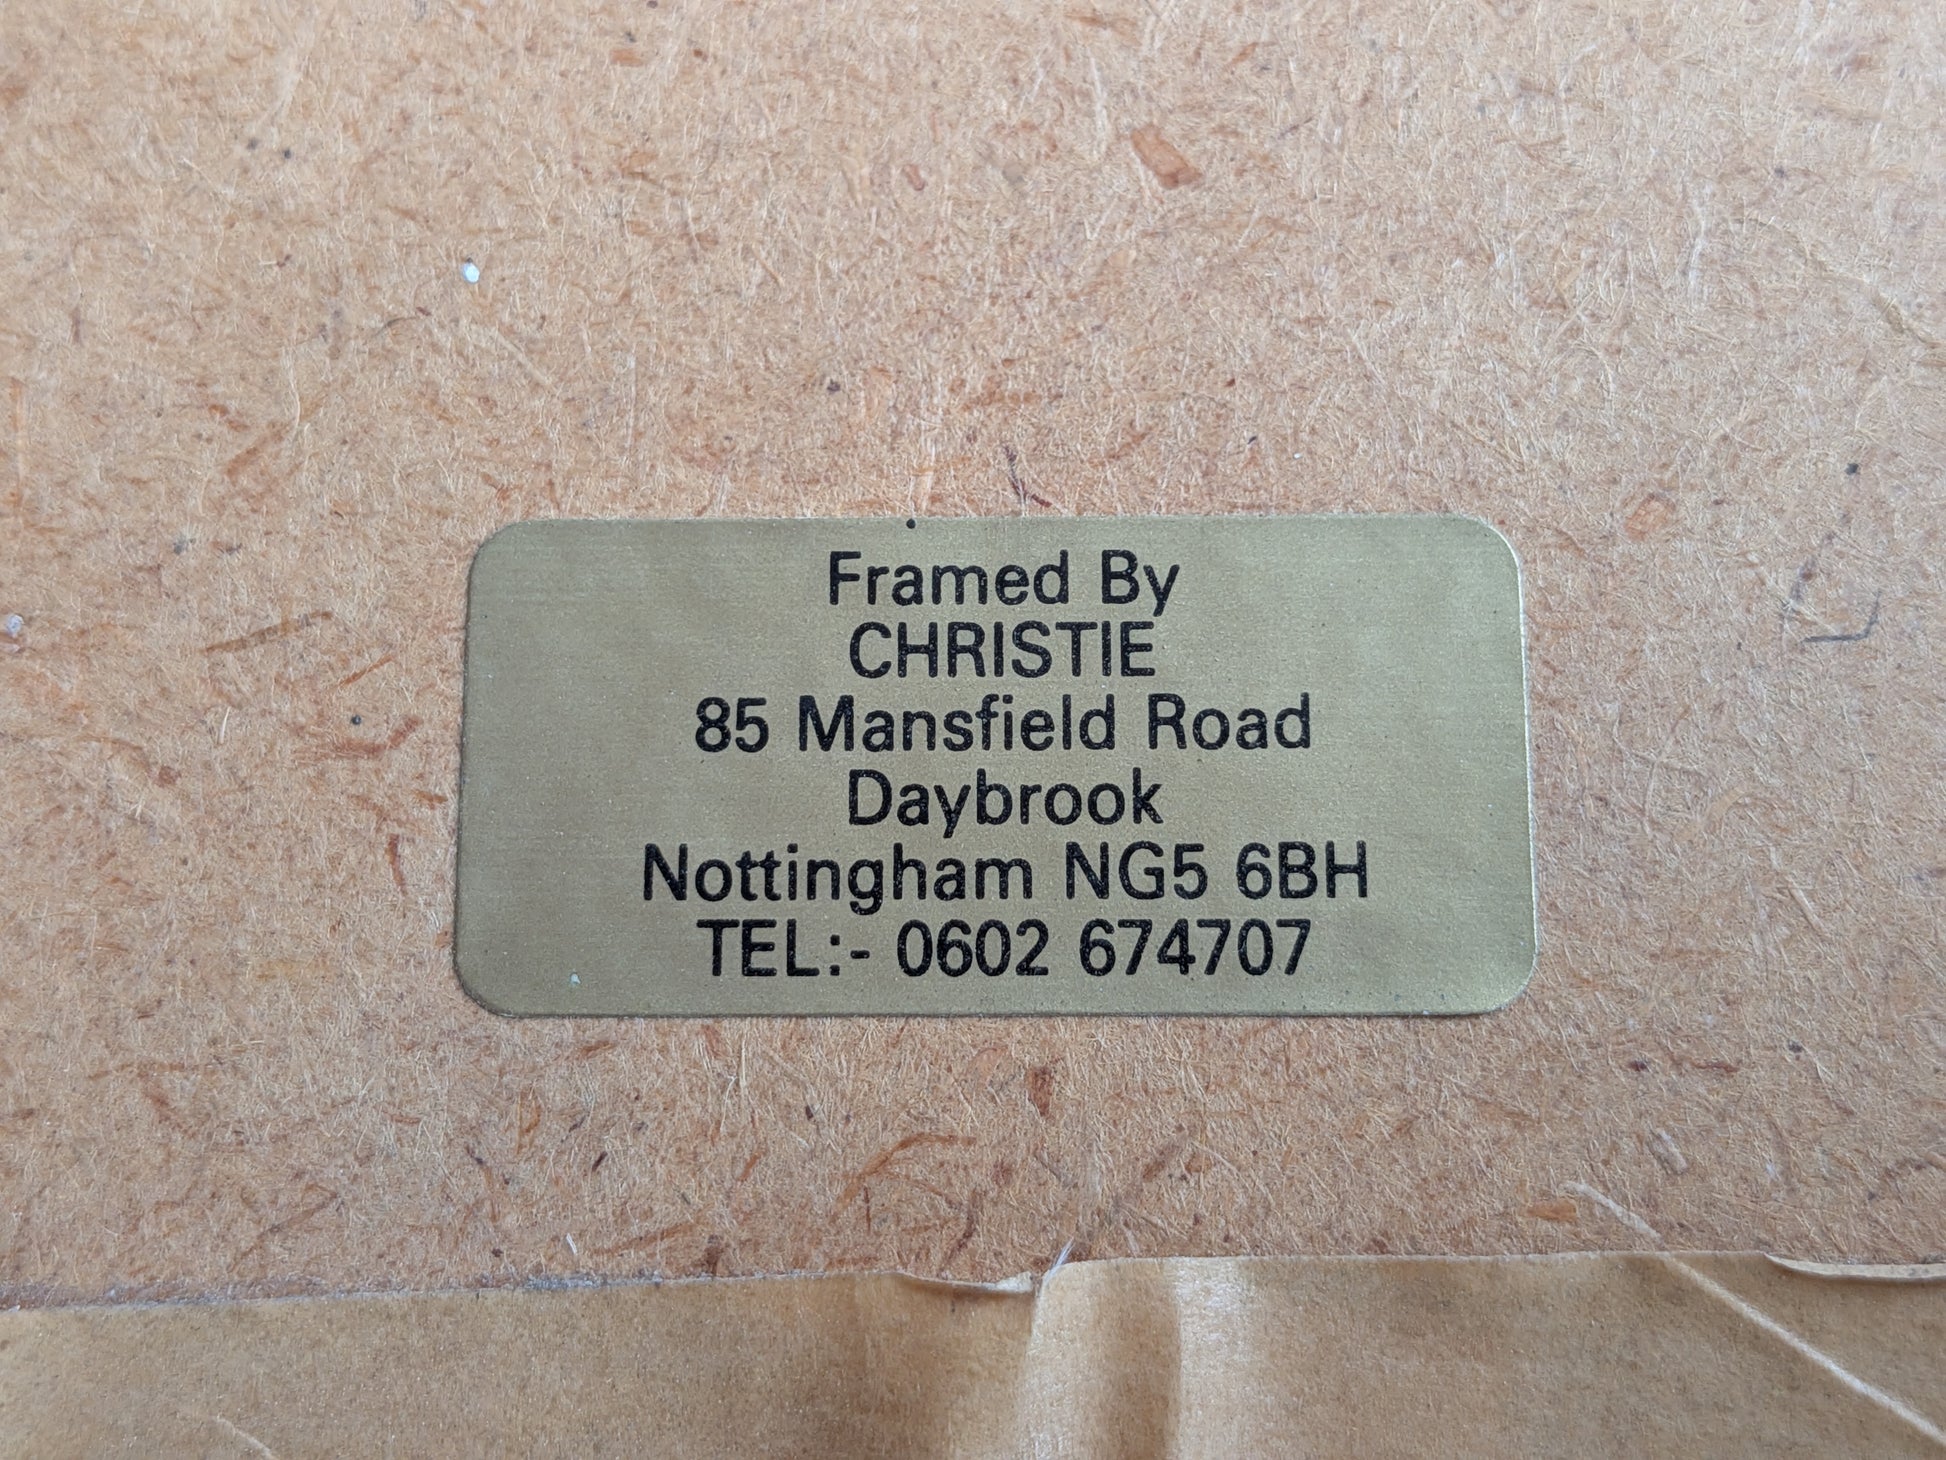 Framed By
CHRISTIE
85 Mansfield Road
Daybrook
Nottingham NG5 6BH
TEL:- 0602 674707